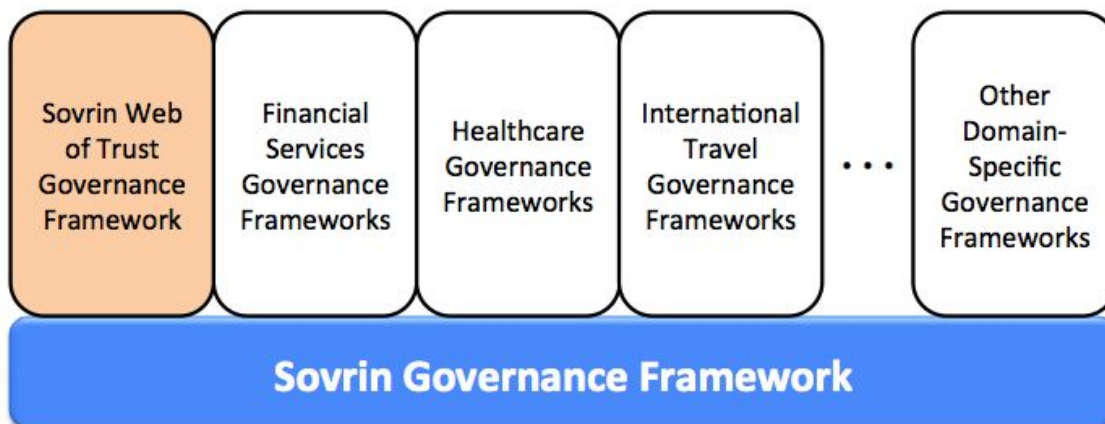 Sovrin Web
of Trust
Governance
Framework
Financial
Services
Governance
Frameworks
Healthcare
Governance
Frameworks
International
Travel
Governance
Frameworks
...
Other
Domain-
Specific
Governance
Frameworks
Sovrin Governance Framework